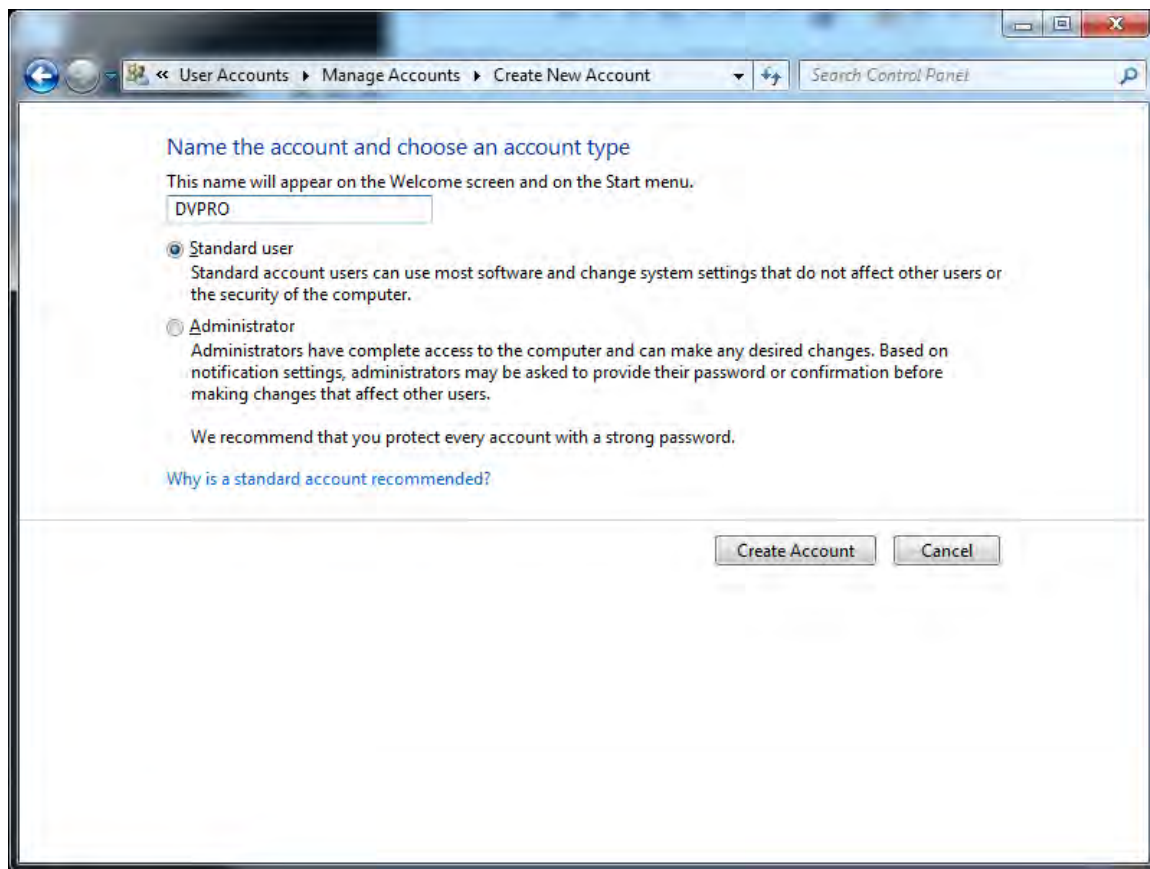 « User Accounts ▸ Manage Accounts ▸ Create New Account
Search Control Panel
Name the account and choose an account type
This name will appear on the Welcome screen and on the Start menu.
DVPRO
Standard user
Standard account users can use most software and change system settings that do not affect other users or
the security of the computer.
Administrator
Administrators have complete access to the computer and can make any desired changes. Based on
notification settings, administrators may be asked to provide their password or confirmation before
making changes that affect other users.
We recommend that you protect every account with a strong password.
Why is a standard account recommended?
Create Account
Cancel